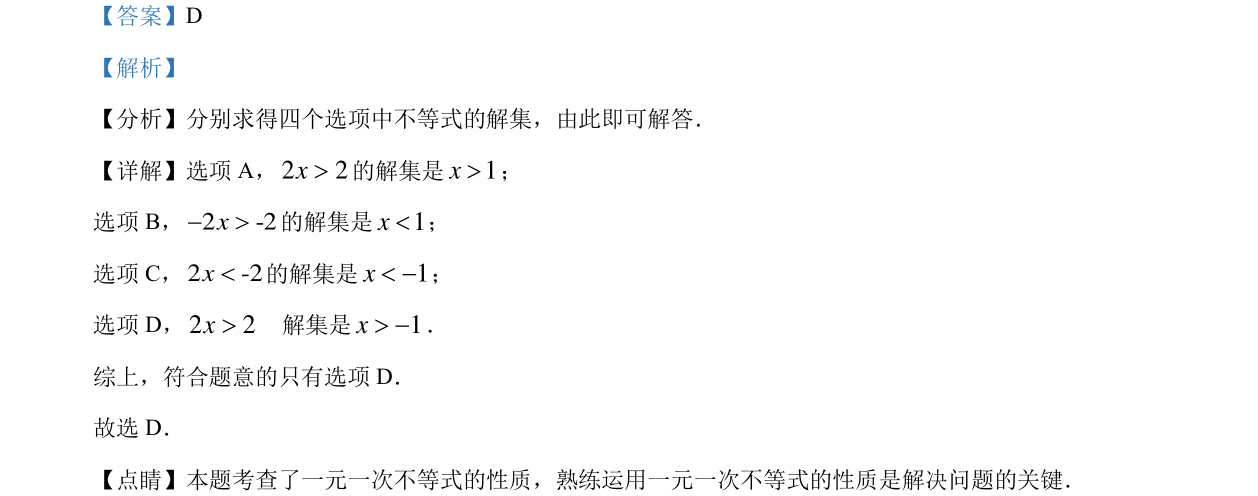 【答案】D
【解析】
【分析】分别求得四个选项中不等式的解集，由此即可解答．
【详解】选项 A，2x > 2的解集是 x > 1；
选项 B，−2x > -2的解集是 x < 1；
选项 C，2x < -2的解集是 x < −1；
选项 D，2x > 2 解集是 x > −1．
综上，符合题意的只有选项 D．
故选 D．
【点睛】本题考查了一元一次不等式的性质，熟练运用一元一次不等式的性质是解决问题的关键．